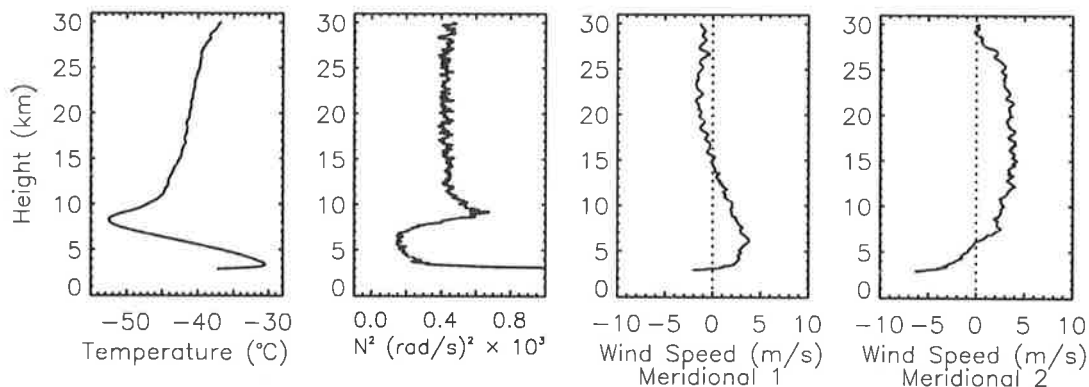 30 25 20 15 10 5 0
Height (km)
−50 −40 −30
Temperature (°C)
30 25 20 15 10 5 0
0.0 0.4 0.8
N² (rad/s)² × 10³
30 25 20 15 10 5 0
−10 −5 0 5 10
Wind Speed (m/s)
Meridional 1
30 25 20 15 10 5 0
−10 −5 0 5 10
Wind Speed (m/s)
Meridional 2